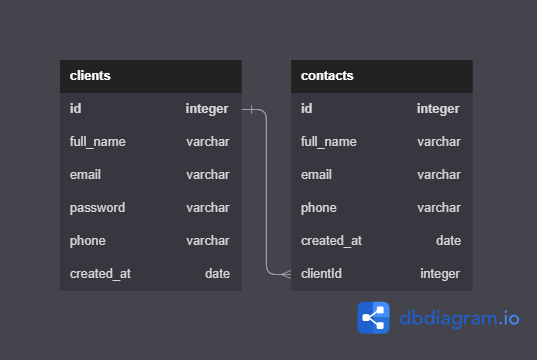 clients
id integer
full_name varchar
email varchar
password varchar
phone varchar
created_at date
contacts
id integer
full_name varchar
email varchar
phone varchar
created_at date
clientId integer
dbdiagram.io